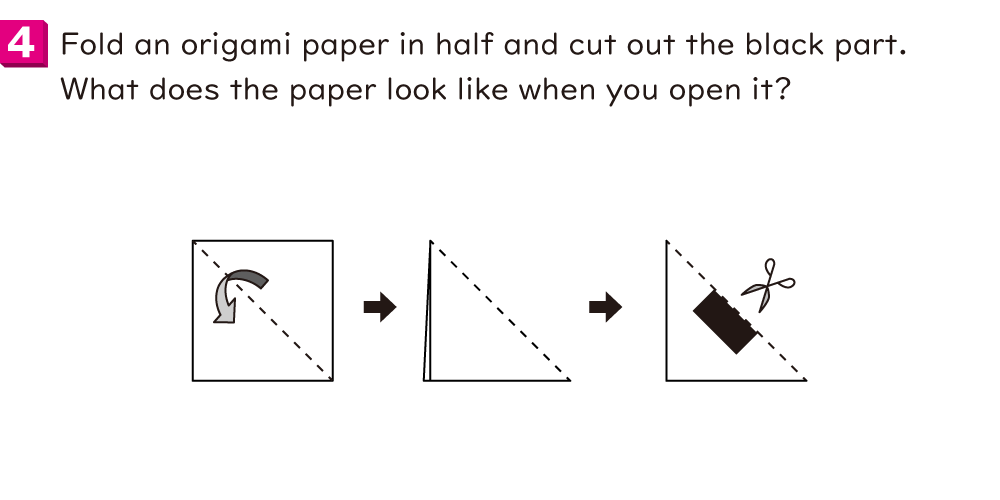 4 Fold an origami paper in half and cut out the black part.
What does the paper look like when you open it?